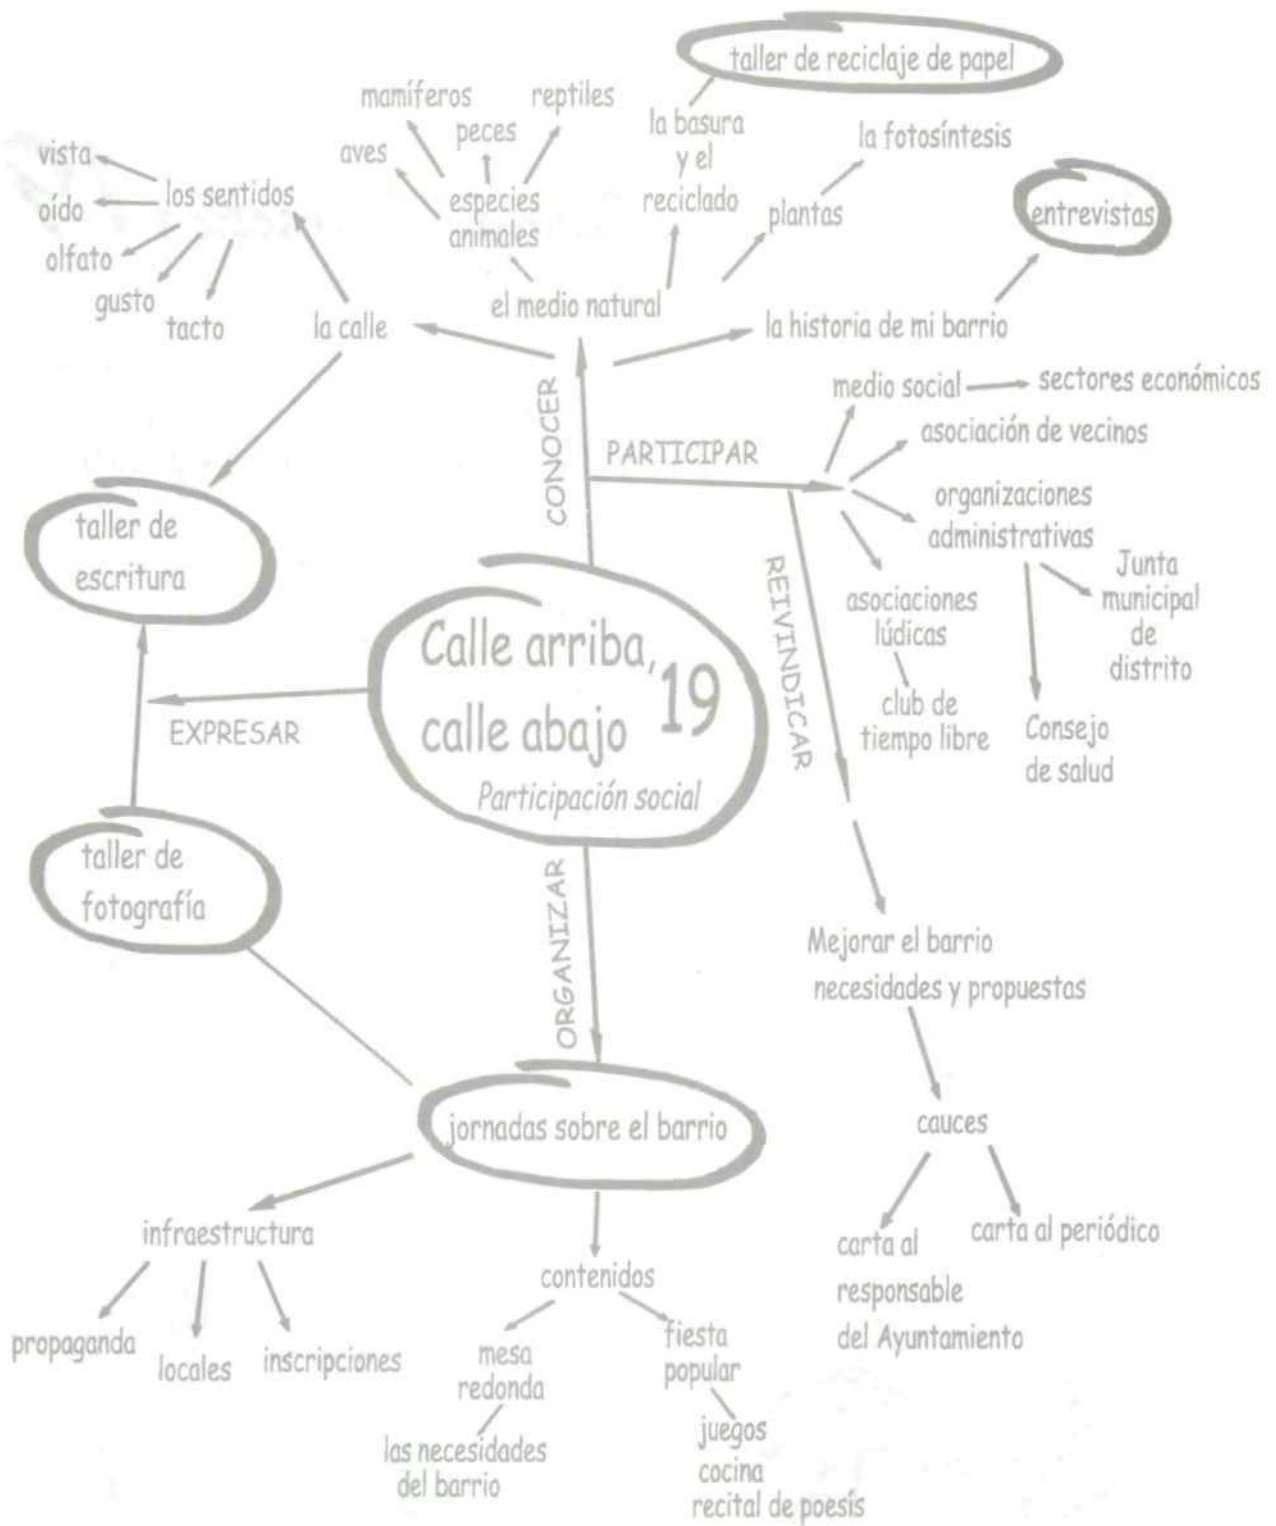 taller de reciclaje de papel
mamíferos
reptiles
peces
aves
la basura
y el
reciclado
la fotosíntesis
vista
los sentidos
oído
olfato
gusto
tacto
especies
animales
plantas
entrevistas
el medio natural
la calle
la historia de mi barrio
medio social
sectores económicos
CONOCER
PARTICIPAR
asociación de vecinos
organizaciones
administrativas
taller de
escritura
REIVINDICAR
asociaciones
lúdicas
Junta
municipal
de
distrito
Calle arriba,
calle abajo
19
Participación social
club de
tiempo libre
Consejo
de salud
EXPRESAR
taller de
fotografía
ORGANIZAR
Mejorar el barrio
necesidades y propuestas
jornadas sobre el barrio
cauces
infraestructura
carta al
responsable
del Ayuntamiento
carta al periódico
contenidos
propaganda
locales
inscripciones
mesa
redonda
fiesta
popular
las necesidades
del barrio
juegos
cocina
recital de poesís